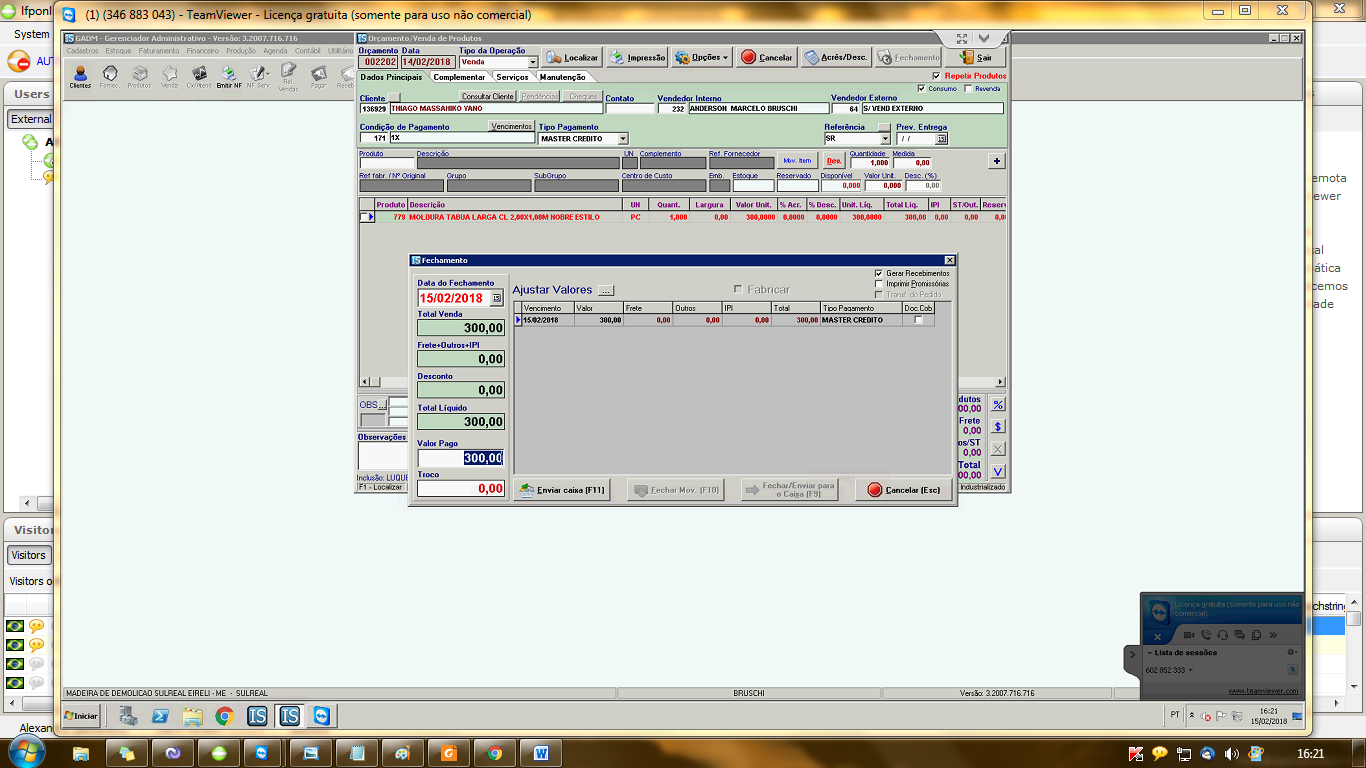 Ifponli
(1) (346 883 043) - TeamViewer - Licença gratuita (somente para uso não comercial)
System
AUT
Users
External
A
Visitor
Visitors
Visitors o
Alexan
GADM - Gerenciador Administrativo - Versão: 3.2007.716.716
Cadastros Estoque Faturamento Financeiro Produção Agenda Contábil Utilitário
Clientes Fornec. Produtos Venda Os/Atend Emitir NF NF Serv. Rel Vendas Pagar Receb
Orçamento/Venda de Produtos
Orçamento Data Tipo da Operação
002202 14/02/2018 Venda
Localizar Impressão Opções Cancelar Acrés/Desc. Fechamento Sair
Dados Principais Complementar Serviços Manutenção
Repetir Produtos
Consumo Revenda
Cliente Consultar Cliente Pendências Cheques Contato Vendedor Interno Vendedor Externo
136929 THIAGO MASSAHIKO YANO 232 ANDERSON MARCELO BRUSCHI 64 S/ VEND EXTERNO
Condição de Pagamento Vencimentos Tipo Pagamento Referência Prev. Entrega
171 1X MASTER CREDITO SR / /
Produto Descrição UN Complemento Ref. Fornecedor Mov. Item Dev. Quantidade Medida
1,000 0,00
Ref fabr. / Nº Original Grupo SubGrupo Centro de Custo Emb. Estoque Reservado Disponível Valor Unit. Desc. (%)
0,000 0,000 0,00
Produto Descrição UN Quant. Largura Valor Unit. % Acr. % Desc. Unit. Líq. Total Liq. IPI ST/Out. Reserv
779 MOLDURA TABUA LARGA CL 2,00X1,00M NOBRE ESTILO PC 1,000 0,00 300,0000 0,0000 0,0000 300,0000 300,00 0,00 0,0
Fechamento
Data do Fechamento
15/02/2018
Total Venda
300,00
Frete+Outros+IPI
0,00
Desconto
0,00
Total Líquido
300,00
Valor Pago
300,00
Troco
0,00
Ajustar Valores ...
Fabricar
Gerar Recebimentos
Imprimir Promissórias
Transf. do Pedido
Vencimento Valor Frete Outros IPI Total Tipo Pagamento Doc.Cob
15/02/2018 300,00 0,00 0,00 0,00 300,00 MASTER CREDITO
Enviar caixa (F11)
Fechar Mov. (F10)
Fechar/Enviar para o Caixa (F9)
Cancelar (Esc)
OBS...
Observações
Inclusão: LUQUE
F1 - Localizar
dutos
00,00
Frete
0,00
os/ST
0,00
Total
00,00
%
$
X
V
Industrializado
emota
ewer
cal
ática
cemos
ade
chstring
Licença gratuita (somente para uso não comercial)
Lista de sessões
602 852 333
www.teamviewer.com
MADEIRA DE DEMOLICAO SULREAL EIRELI - ME - SULREAL
BRUSCHI
Versão: 3.2007.716.716
Iniciar
PT
16:21
15/02/2018
16:21